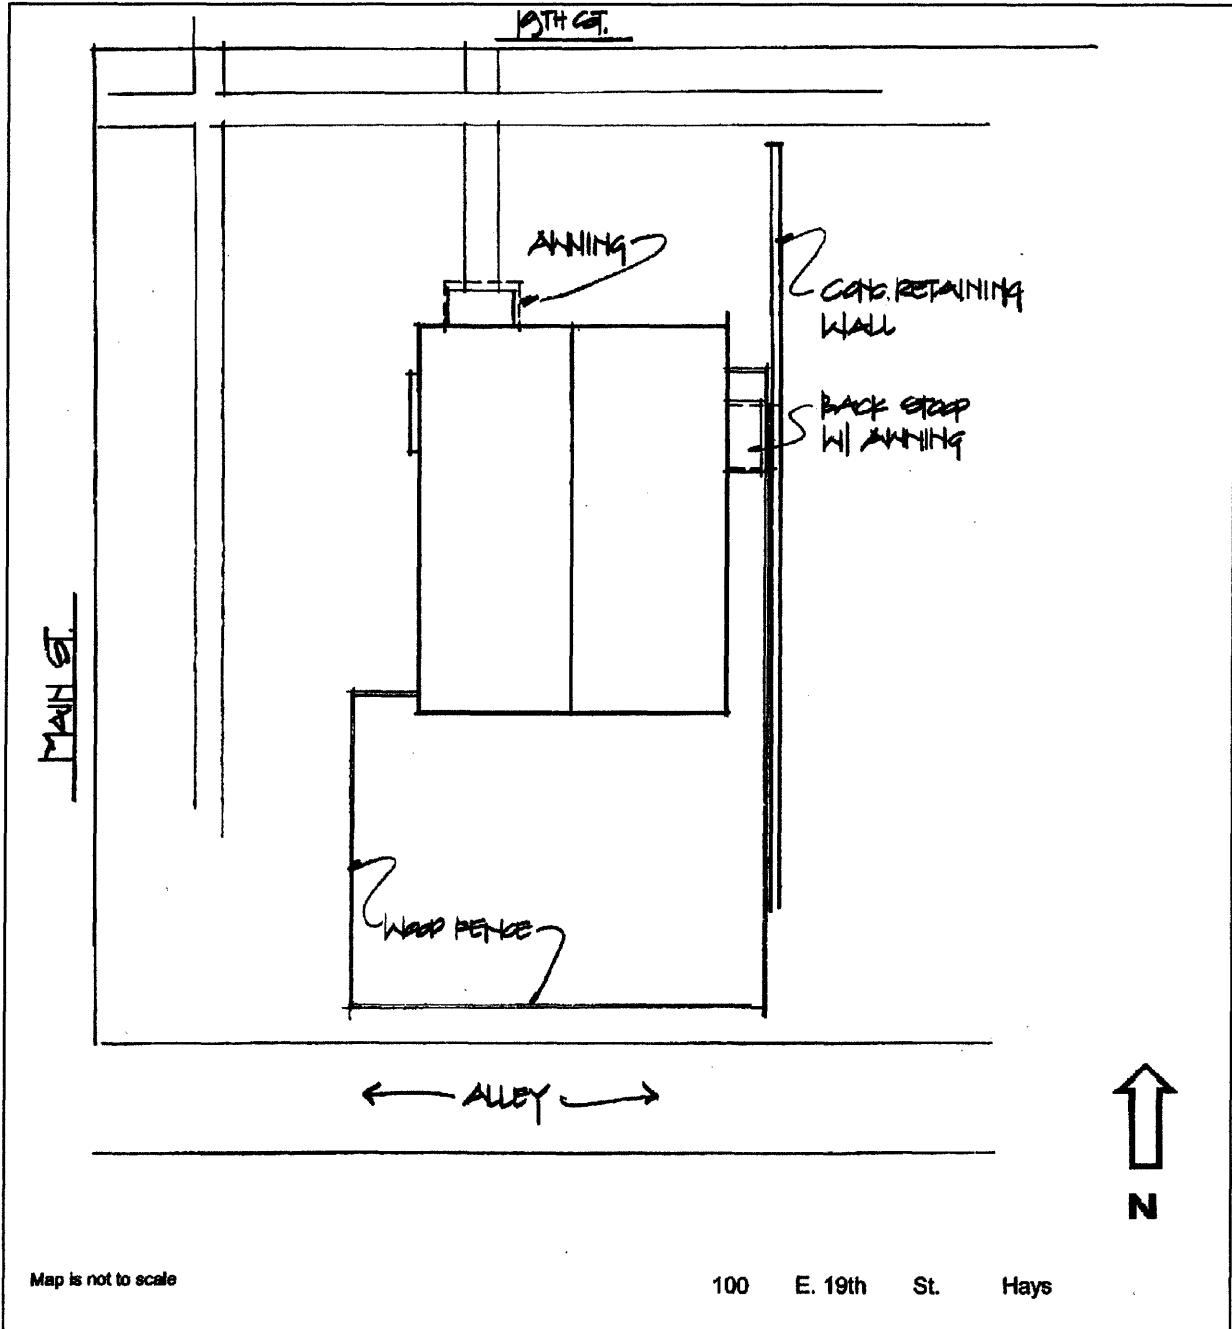 19TH ST.
AWNING
CONC. RETAINING
WALL
BACK STOOP
W/ AWNING
MAIN ST.
WOOD FENCE
ALLEY
N
Map is not to scale
100 E. 19th St. Hays